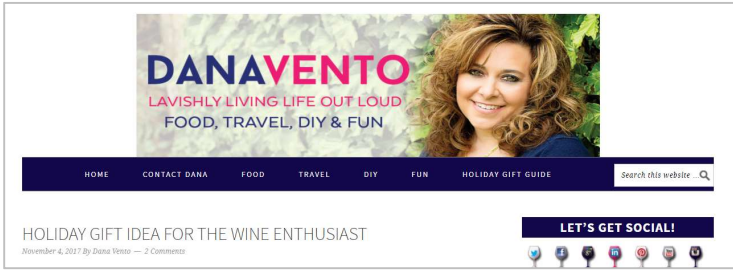 DANAVENTO
LAVISHLY LIVING LIFE OUT LOUD
FOOD, TRAVEL, DIY & FUN
HOME CONTACT DANA FOOD TRAVEL DIY FUN HOLIDAY GIFT GUIDE Search this website ...
HOLIDAY GIFT IDEA FOR THE WINE ENTHUSIAST
November 4, 2017 By Dana Vento — 2 Comments
LET'S GET SOCIAL!